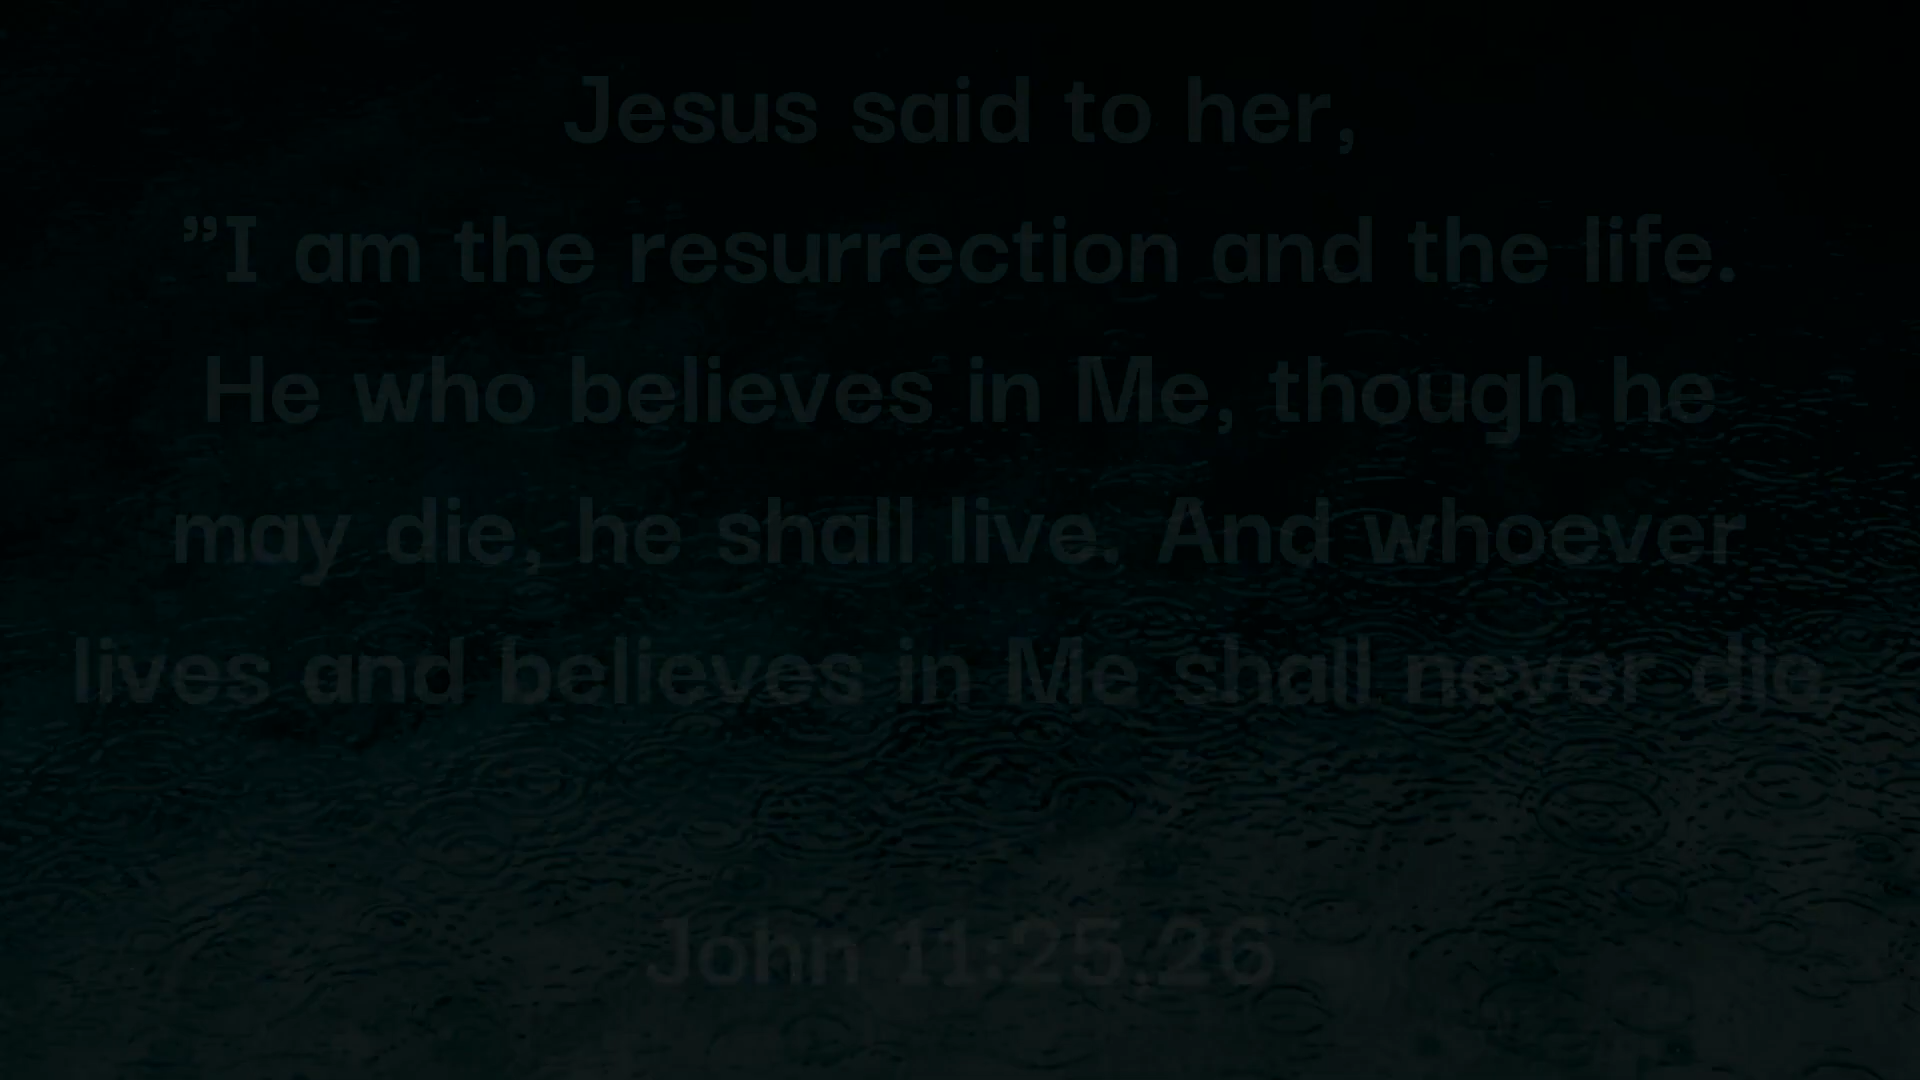 Jesus said to her,
”I am the resurrection and the life.
He who believes in Me, though he
may die, he shall live. And whoever
lives and believes in Me shall never die.
John 11:25.26